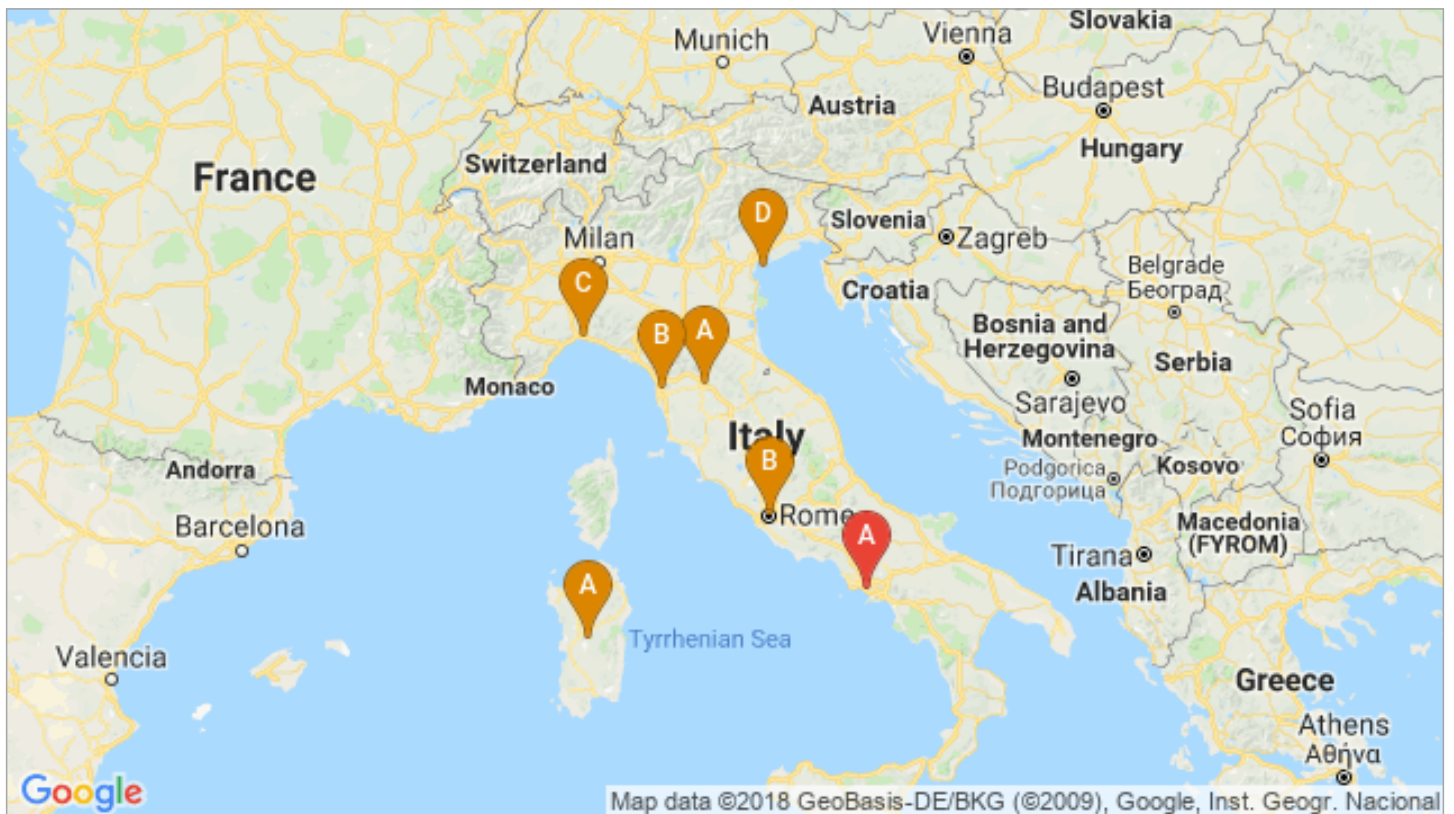 Slovakia
Munich
Vienna
Budapest
Austria
Hungary
Switzerland
France
D
Slovenia
Milan
Zagreb
Belgrade
Београд
C
Croatia
Bosnia and
Herzegovina
B
A
Serbia
Monaco
Sarajevo
Sofia
София
Italy
Montenegro
Andorra
B
Podgorica
Подгорица
Kosovo
Barcelona
Rome
A
Macedonia
(FYROM)
Tirana
A
Albania
Tyrrhenian Sea
Valencia
Greece
Athens
Αθήνα
Google
Map data ©2018 GeoBasis-DE/BKG (©2009), Google, Inst. Geogr. Nacional